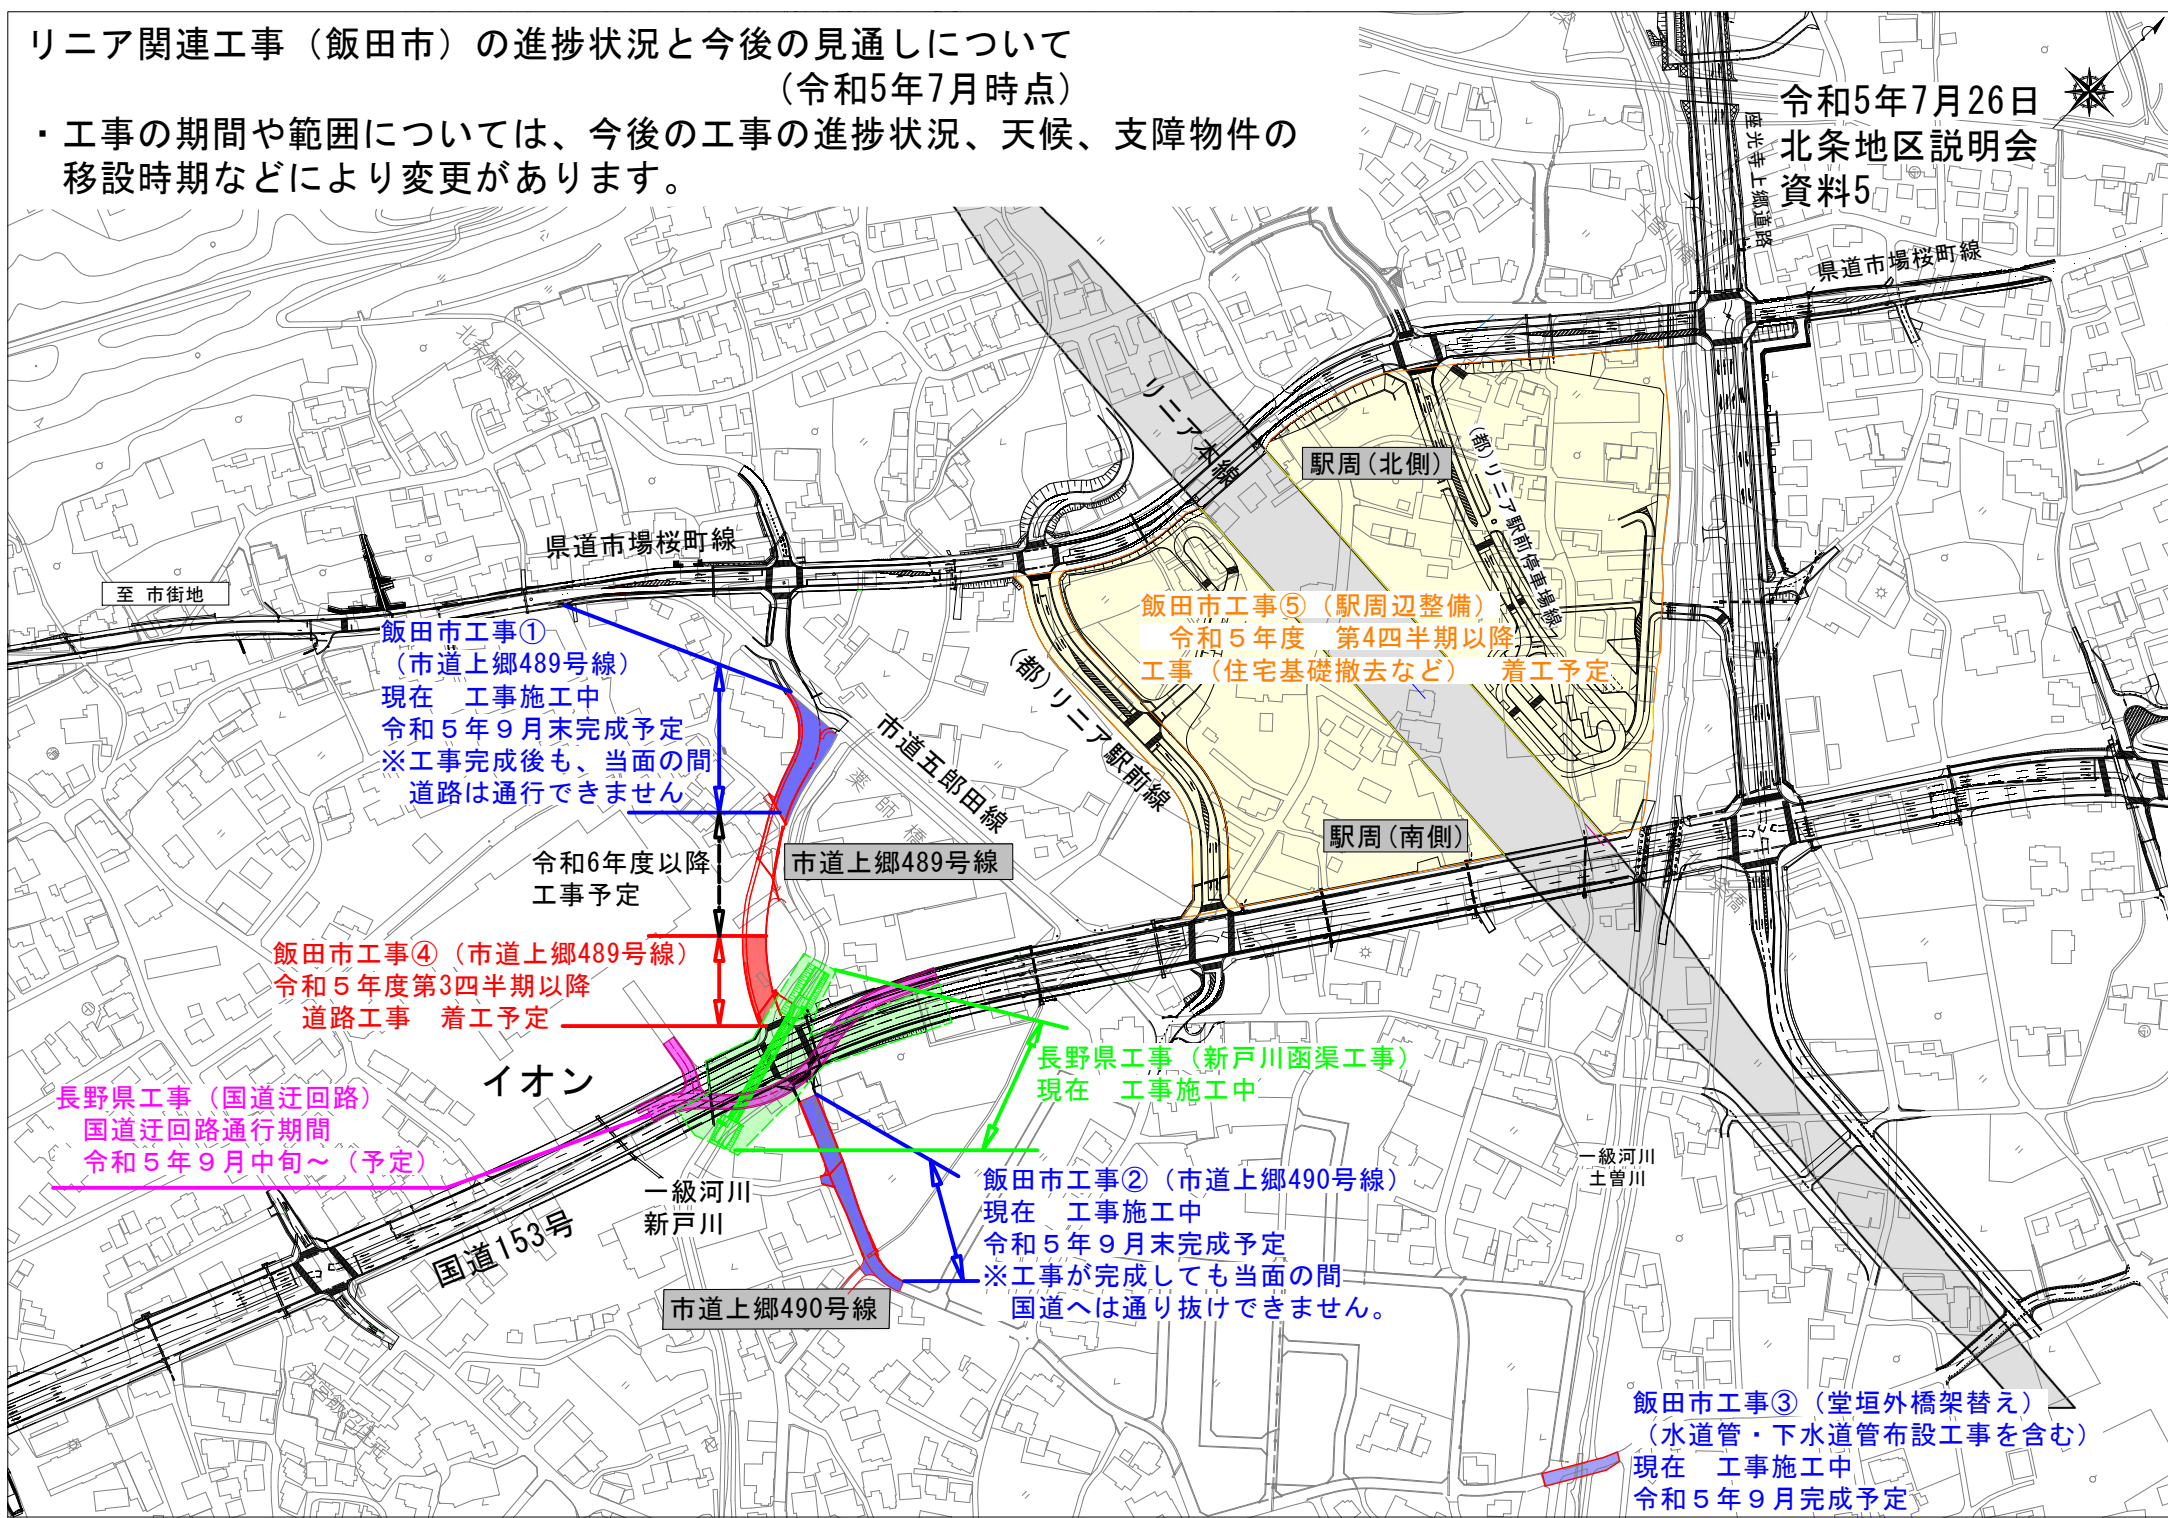 リニア関連工事（飯田市）の進捗状況と今後の見通しについて
（令和5年7月時点）
・工事の期間や範囲については、今後の工事の進捗状況、天候、支障物件の
移設時期などにより変更があります。
令和5年7月26日
北条地区説明会
資料5
座光寺上郷道路
県道市場桜町線
リニア本線
駅周(北側)
(都)リニア駅前停車場線
県道市場桜町線
至 市街地
飯田市工事①
（市道上郷489号線）
現在　工事施工中
令和５年９月末完成予定
※工事完成後も、当面の間
道路は通行できません
飯田市工事⑤（駅周辺整備）
令和５年度　第4四半期以降
工事（住宅基礎撤去など）　着工予定
(都)リニア駅前線
市道五郎田線
薬師橋
駅周(南側)
令和6年度以降
工事予定
市道上郷489号線
飯田市工事④（市道上郷489号線）
令和５年度第3四半期以降
道路工事　着工予定
イオン
長野県工事（新戸川函渠工事）
現在　工事施工中
長野県工事（国道迂回路）
国道迂回路通行期間
令和５年９月中旬～（予定）
一級河川
新戸川
国道153号
飯田市工事②（市道上郷490号線）
現在　工事施工中
令和５年９月末完成予定
※工事が完成しても当面の間
国道へは通り抜けできません。
市道上郷490号線
一級河川
土曽川
飯田市工事③（堂垣外橋架替え）
（水道管・下水道管布設工事を含む）
現在　工事施工中
令和５年９月完成予定